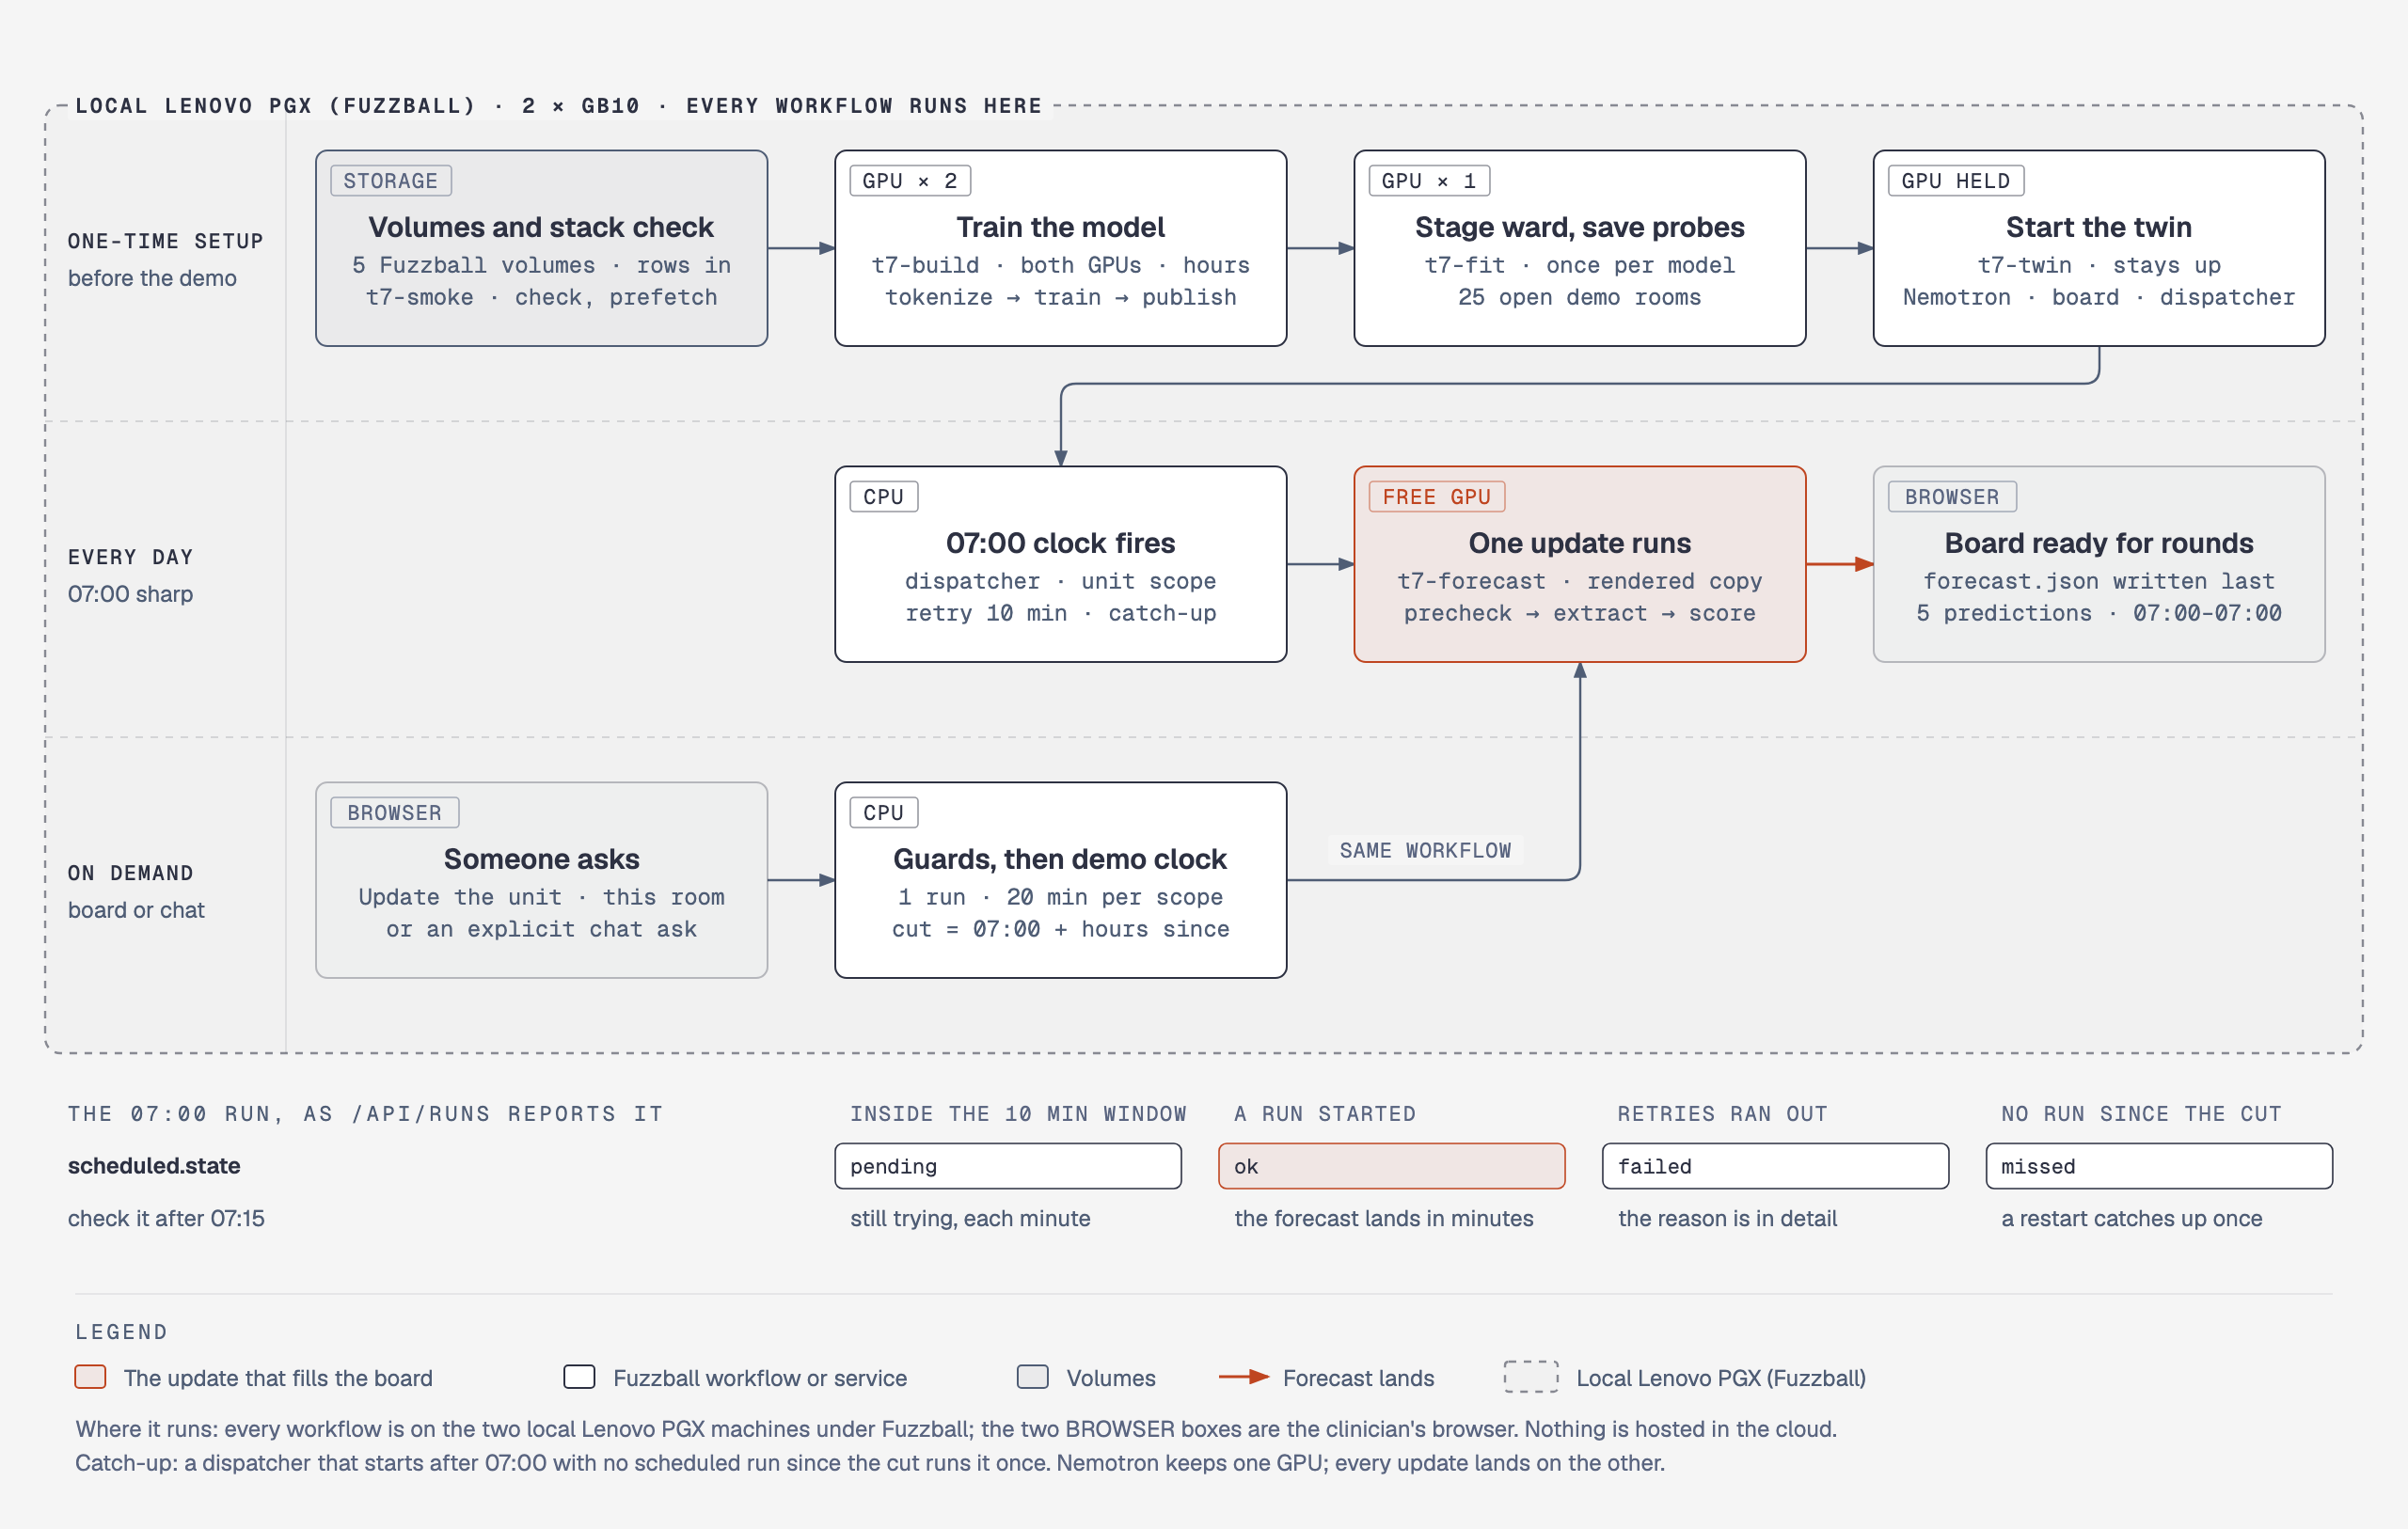 LOCAL LENOVO PGX (FUZZBALL) · 2 × GB10 · EVERY WORKFLOW RUNS HERE
ONE-TIME SETUP
before the demo
STORAGE
Volumes and stack check
5 Fuzzball volumes · rows in
t7-smoke · check, prefetch
GPU × 2
Train the model
t7-build · both GPUs · hours
tokenize → train → publish
GPU × 1
Stage ward, save probes
t7-fit · once per model
25 open demo rooms
GPU HELD
Start the twin
t7-twin · stays up
Nemotron · board · dispatcher
EVERY DAY
07:00 sharp
CPU
07:00 clock fires
dispatcher · unit scope
retry 10 min · catch-up
FREE GPU
One update runs
t7-forecast · rendered copy
precheck → extract → score
BROWSER
Board ready for rounds
forecast.json written last
5 predictions · 07:00–07:00
ON DEMAND
board or chat
BROWSER
Someone asks
Update the unit · this room
or an explicit chat ask
CPU
Guards, then demo clock
1 run · 20 min per scope
cut = 07:00 + hours since
SAME WORKFLOW
THE 07:00 RUN, AS /API/RUNS REPORTS IT
scheduled.state
check it after 07:15
INSIDE THE 10 MIN WINDOW
pending
still trying, each minute
A RUN STARTED
ok
the forecast lands in minutes
RETRIES RAN OUT
failed
the reason is in detail
NO RUN SINCE THE CUT
missed
a restart catches up once
LEGEND
The update that fills the board
Fuzzball workflow or service
Volumes
Forecast lands
Local Lenovo PGX (Fuzzball)
Where it runs: every workflow is on the two local Lenovo PGX machines under Fuzzball; the two BROWSER boxes are the clinician's browser. Nothing is hosted in the cloud.
Catch-up: a dispatcher that starts after 07:00 with no scheduled run since the cut runs it once. Nemotron keeps one GPU; every update lands on the other.